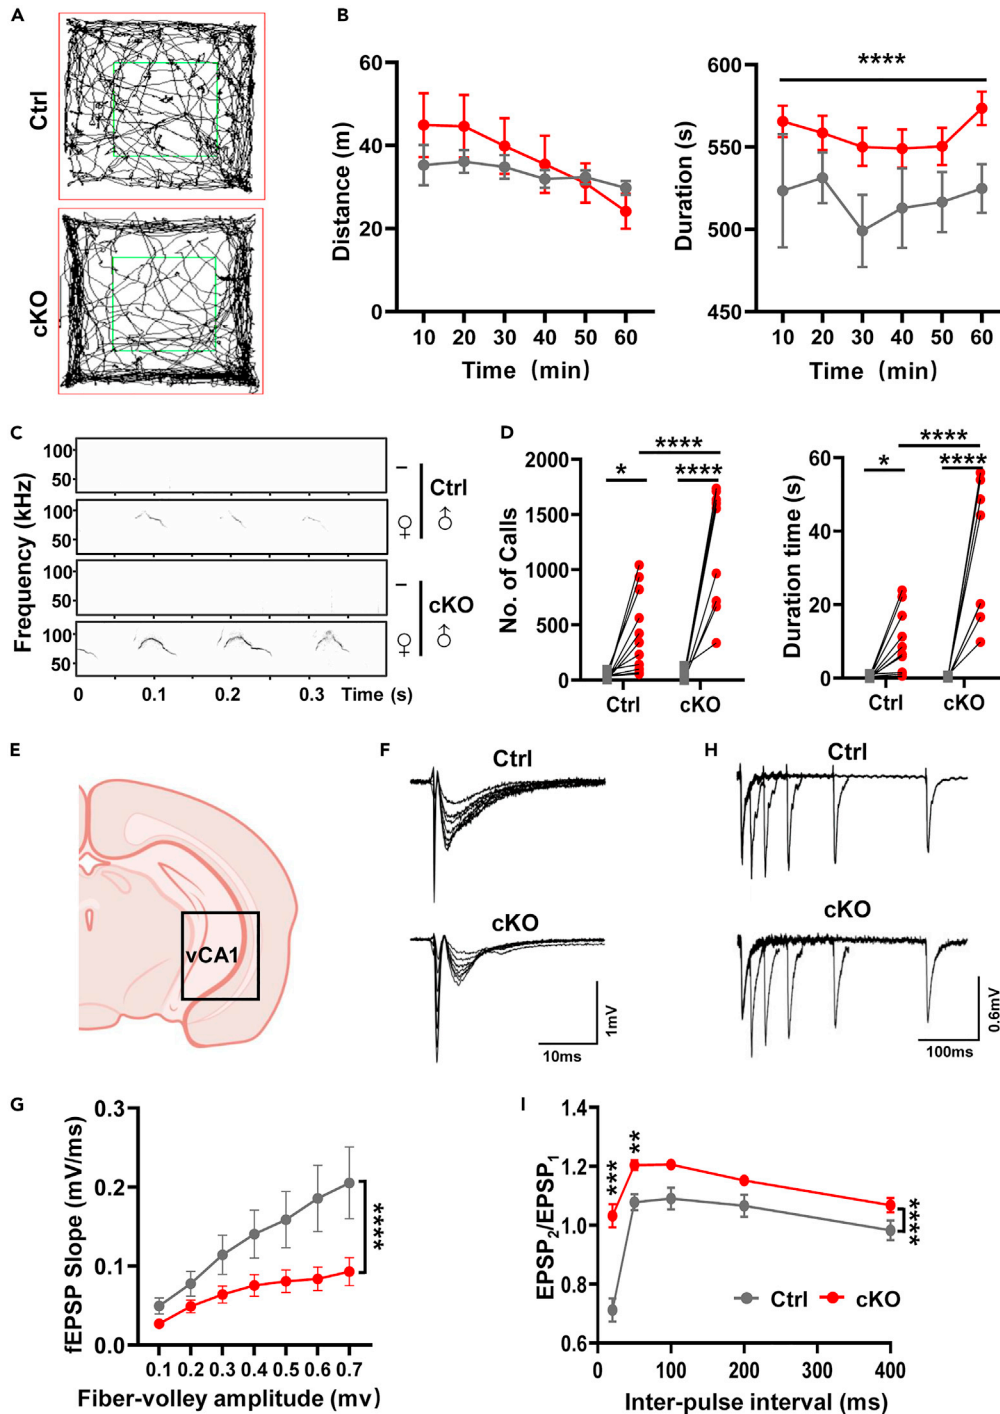 A
Ctrl
cKO
B
Distance (m)
60
40
20
0
10 20 30 40 50 60
Time (min)
Duration (s)
600
550
500
450
****
10 20 30 40 50 60
Time (min)
C
Frequency (kHz)
100
50
100
50
100
50
100
50
0 0.1 0.2 0.3 Time (s)
–
♀
Ctrl
♂
–
♀
cKO
♂
D
No. of Calls
2000
1500
1000
500
0
* **** ****
Ctrl cKO
Duration time (s)
60
40
20
0
* **** ****
Ctrl cKO
E
vCA1
F
Ctrl
cKO
1mV
10ms
H
Ctrl
cKO
0.6mV
100ms
G
fEPSP Slope (mV/ms)
0.3
0.2
0.1
0.0
****
0.1 0.2 0.3 0.4 0.5 0.6 0.7
Fiber-volley amplitude (mv)
I
EPSP2/EPSP1
1.4
1.2
1.0
0.8
0.6
***
**
****
Ctrl cKO
0 100 200 300 400
Inter-pulse interval (ms)